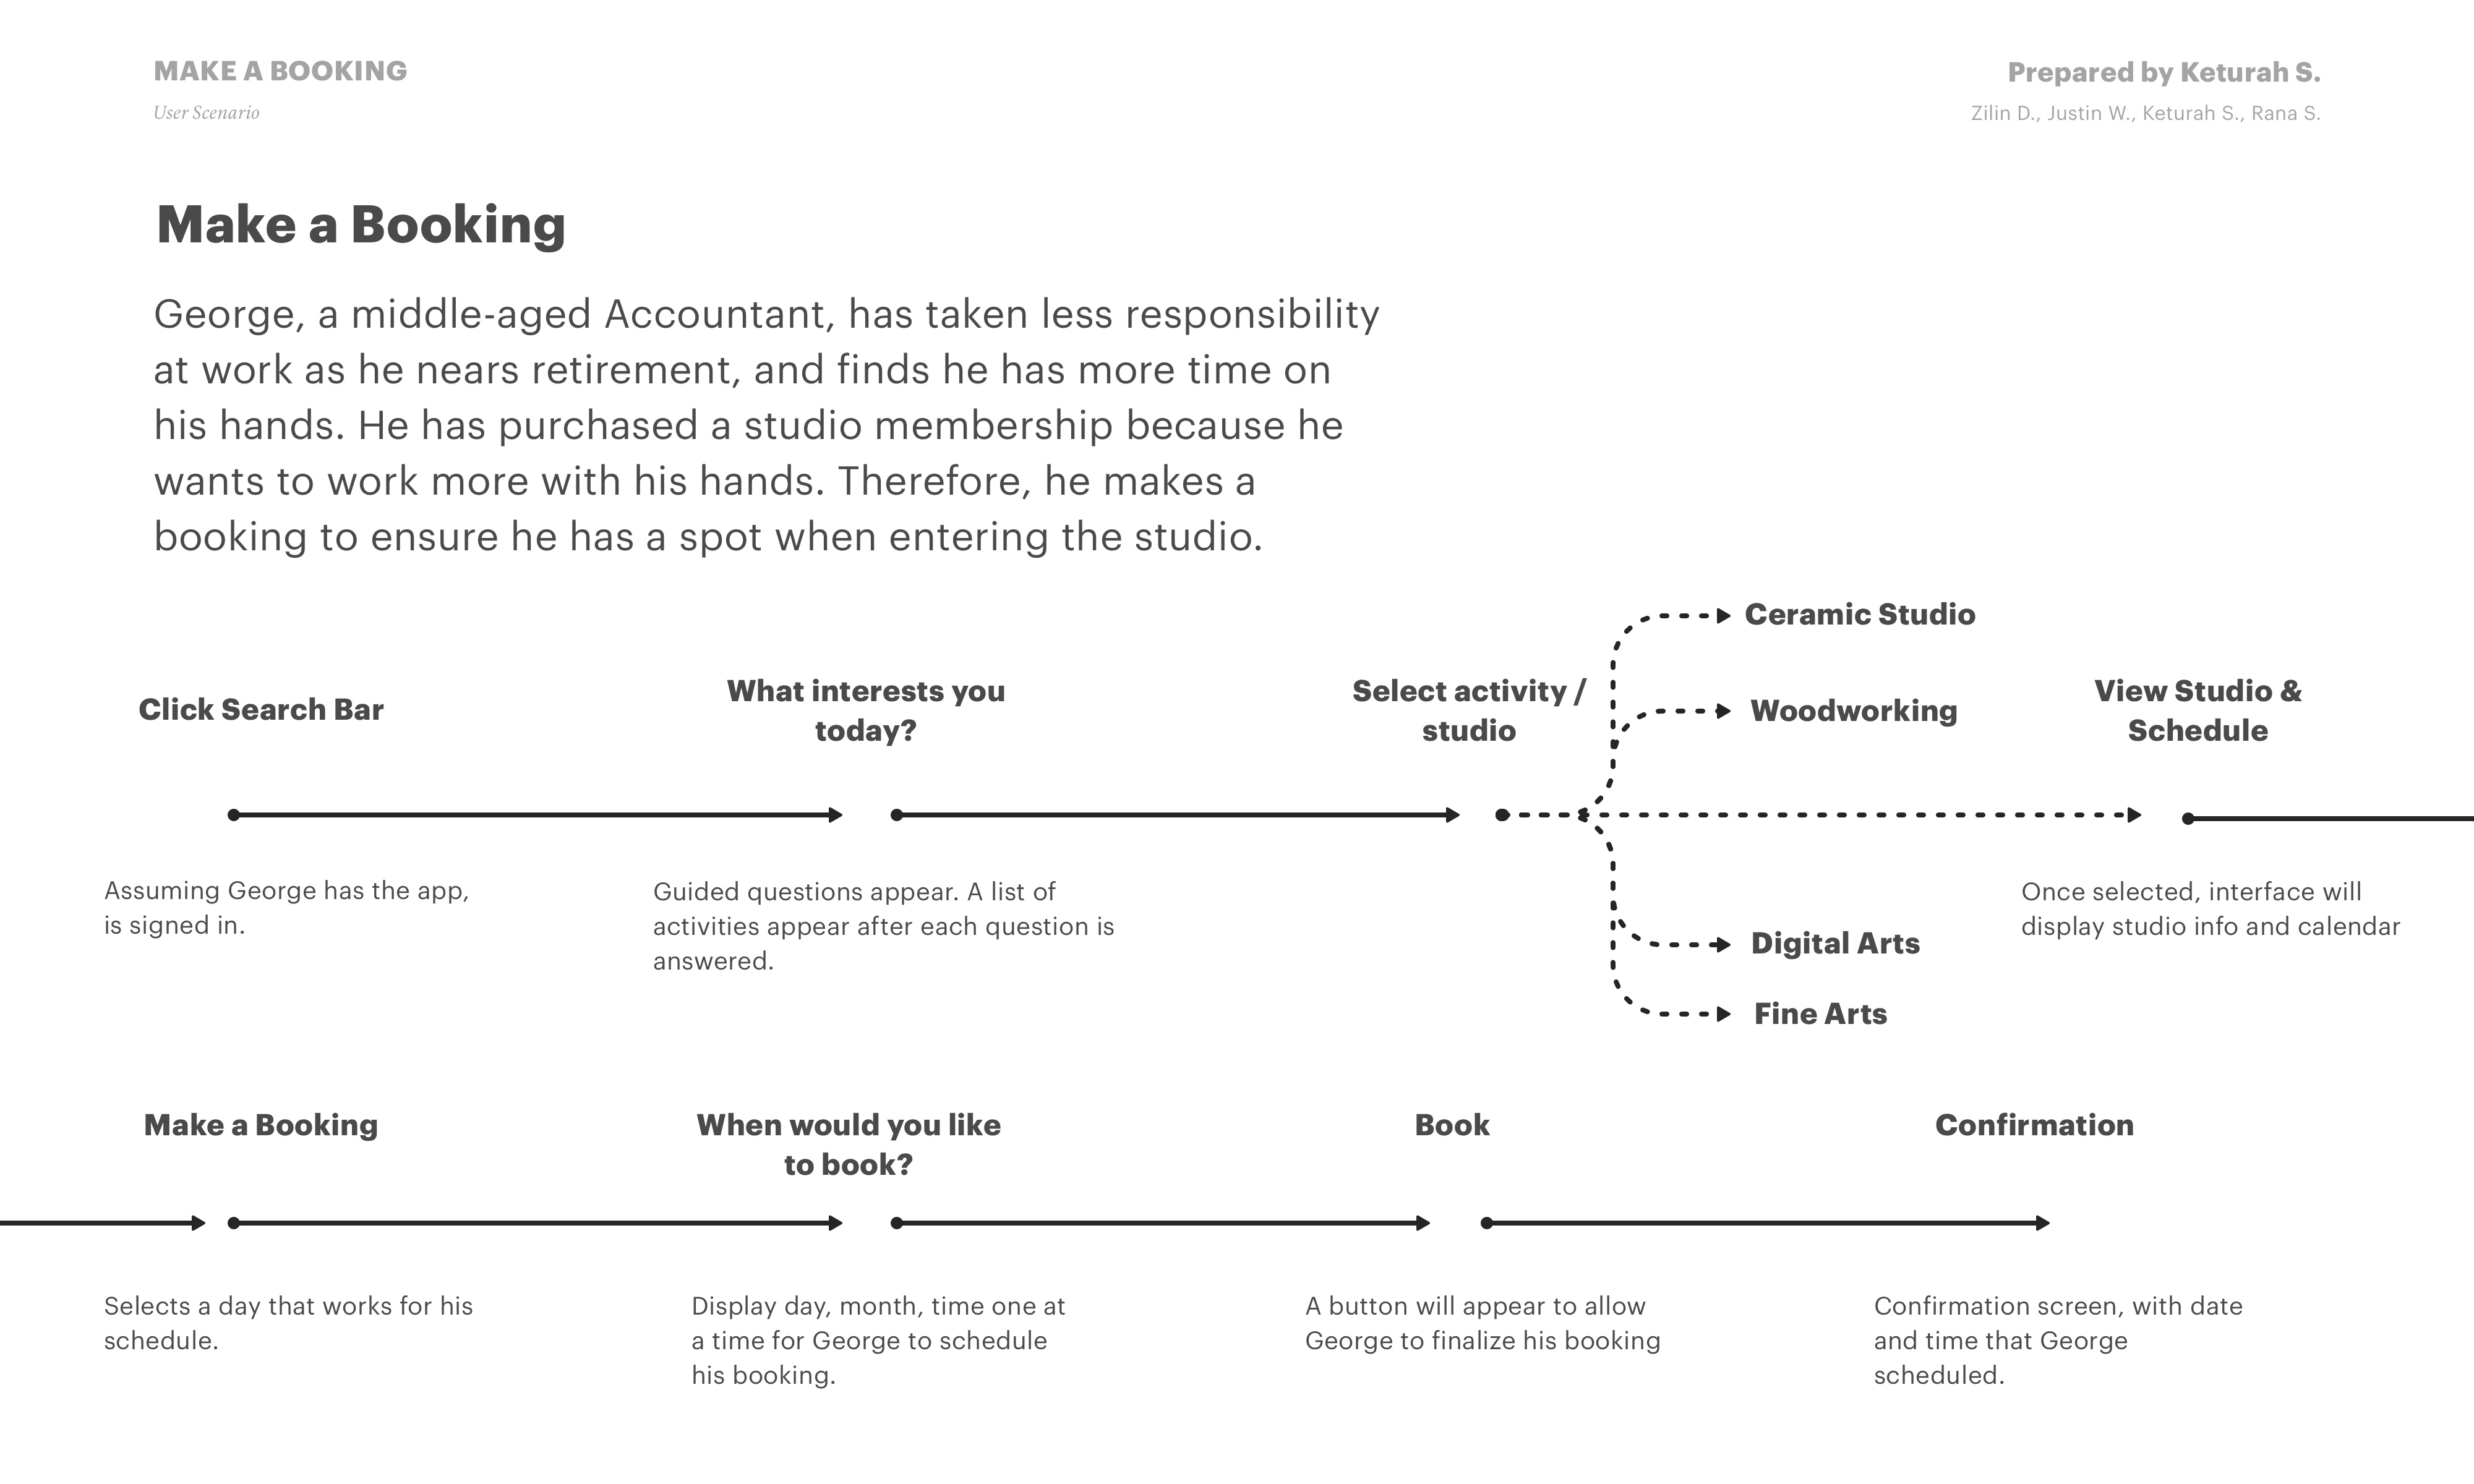 MAKE A BOOKING
User Scenario
Prepared by Keturah S.
Zilin D., Justin W., Keturah S., Rana S.
Make a Booking
George, a middle-aged Accountant, has taken less responsibility
at work as he nears retirement, and finds he has more time on
his hands. He has purchased a studio membership because he
wants to work more with his hands. Therefore, he makes a
booking to ensure he has a spot when entering the studio.
Click Search Bar
Assuming George has the app,
is signed in.
What interests you
today?
Guided questions appear. A list of
activities appear after each question is
answered.
Select activity /
studio
Ceramic Studio
Woodworking
Digital Arts
Fine Arts
View Studio &
Schedule
Once selected, interface will
display studio info and calendar
Make a Booking
Selects a day that works for his
schedule.
When would you like
to book?
Display day, month, time one at
a time for George to schedule
his booking.
Book
A button will appear to allow
George to finalize his booking
Confirmation
Confirmation screen, with date
and time that George
scheduled.